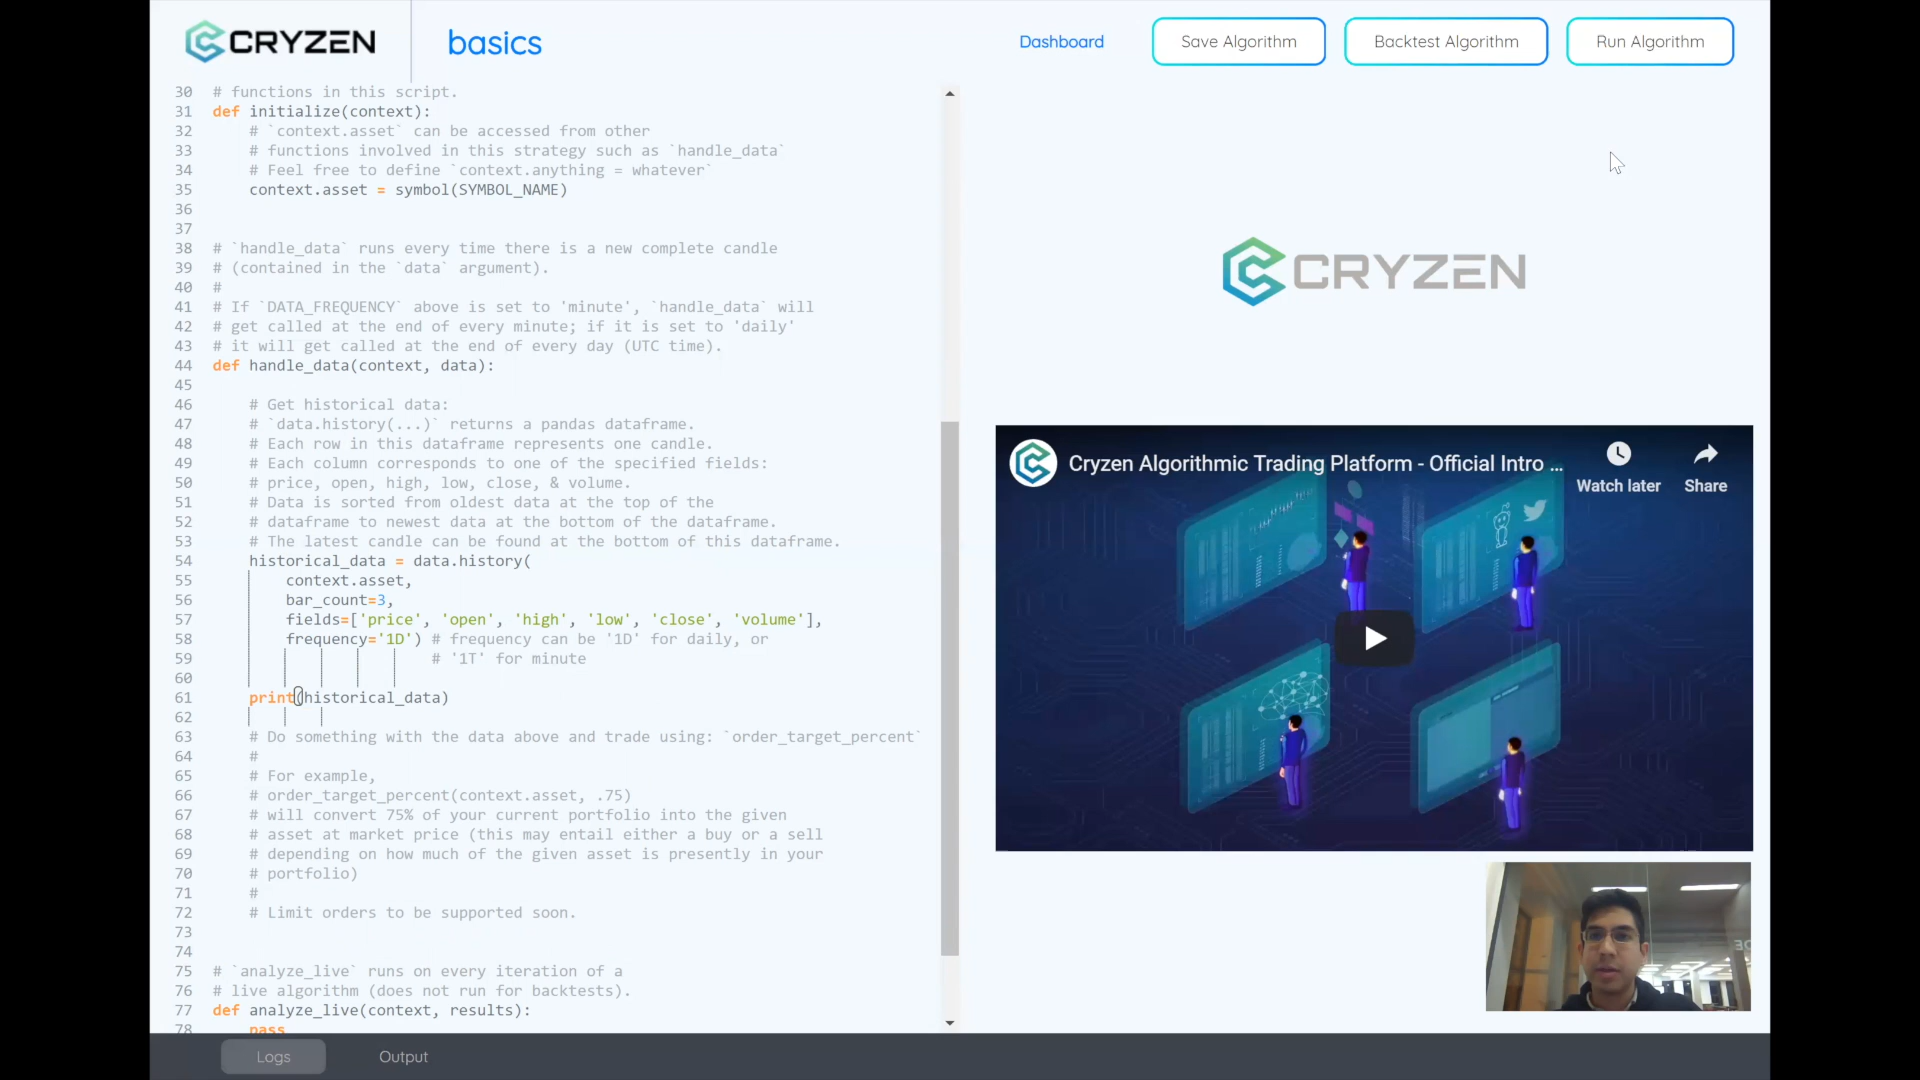 CRYZEN
basics
Dashboard
Save Algorithm
Backtest Algorithm
Run Algorithm
30 # functions in this script.
31 def initialize(context):
32 # `context.asset` can be accessed from other
33 # functions involved in this strategy such as `handle_data`
34 # Feel free to define `context.anything = whatever`
35 context.asset = symbol(SYMBOL_NAME)
36
37
38 # `handle_data` runs every time there is a new complete candle
39 # (contained in the `data` argument).
40 #
41 # If `DATA_FREQUENCY` above is set to 'minute', `handle_data` will
42 # get called at the end of every minute; if it is set to 'daily'
43 # it will get called at the end of every day (UTC time).
44 def handle_data(context, data):
45
46 # Get historical data:
47 # `data.history(...)` returns a pandas dataframe.
48 # Each row in this dataframe represents one candle.
49 # Each column corresponds to one of the specified fields:
50 # price, open, high, low, close, & volume.
51 # Data is sorted from oldest data at the top of the
52 # dataframe to newest data at the bottom of the dataframe.
53 # The latest candle can be found at the bottom of this dataframe.
54 historical_data = data.history(
55 context.asset,
56 bar_count=3,
57 fields=['price', 'open', 'high', 'low', 'close', 'volume'],
58 frequency='1D') # frequency can be '1D' for daily, or
59 # '1T' for minute
60
61 print(historical_data)
62
63 # Do something with the data above and trade using: `order_target_percent`
64 #
65 # For example,
66 # order_target_percent(context.asset, .75)
67 # will convert 75% of your current portfolio into the given
68 # asset at market price (this may entail either a buy or a sell
69 # depending on how much of the given asset is presently in your
70 # portfolio)
71 #
72 # Limit orders to be supported soon.
73
74
75 # `analyze_live` runs on every iteration of a
76 # live algorithm (does not run for backtests).
77 def analyze_live(context, results):
78 pass
CRYZEN
Cryzen Algorithmic Trading Platform - Official Intro ...
Watch later
Share
Logs
Output